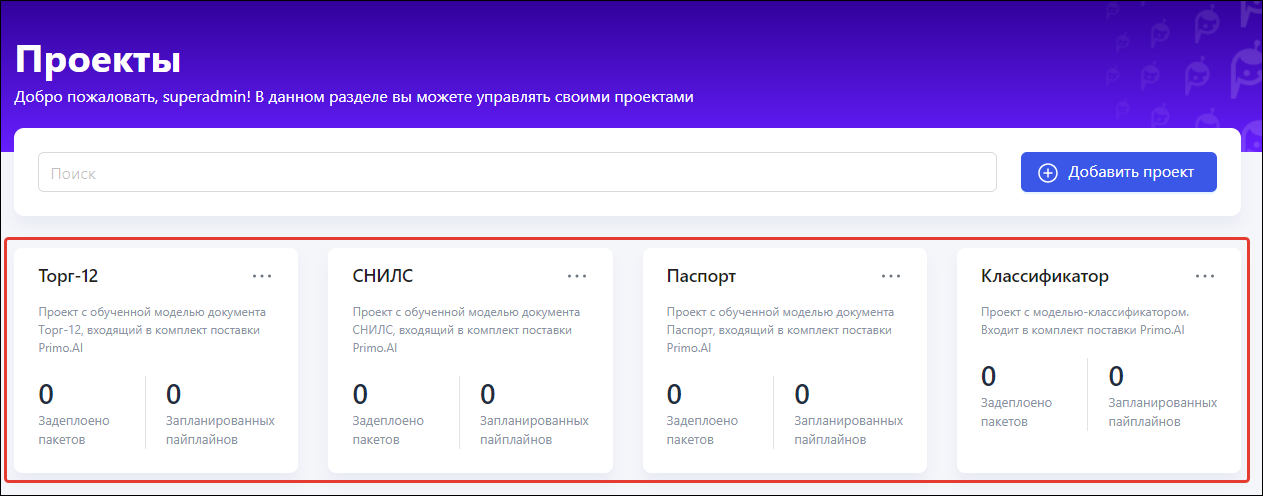 Проекты
Добро пожаловать, superadmin! В данном разделе вы можете управлять своими проектами
Поиск
Добавить проект
Торг-12
Проект с обученной моделью документа
Торг-12, входящий в комплект поставки
Primo.AI
0
Задеплоено
пакетов
0
Запланированных
пайплайнов
СНИЛС
Проект с обученной моделью документа
СНИЛС, входящий в комплект поставки
Primo.AI
0
Задеплоено
пакетов
0
Запланированных
пайплайнов
Паспорт
Проект с обученной моделью документа
Паспорт, входящий в комплект поставки
Primo.AI
0
Задеплоено
пакетов
0
Запланированных
пайплайнов
Классификатор
Проект с моделью-классификатором.
Входит в комплект поставки Primo.AI
0
Задеплоено
пакетов
0
Запланированных
пайплайнов